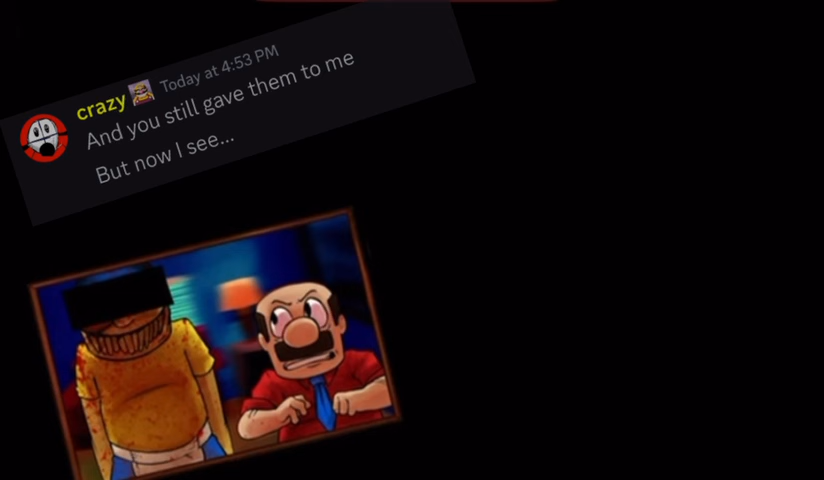 crazy Today at 4:53 PM
And you still gave them to me
But now I see...